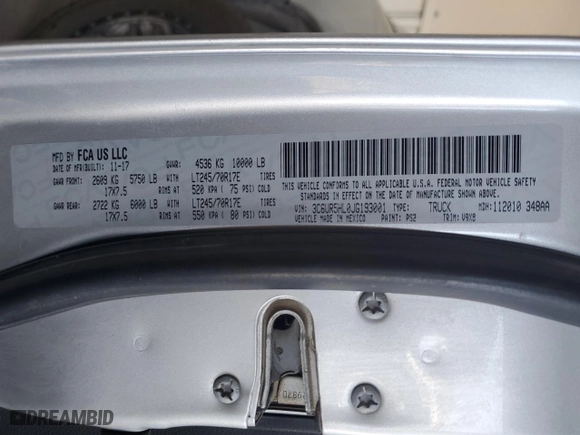 MFD BY FCA US LLC
DATE OF MFR(BUILT): 11-17 GVWR: 4536 KG 10000 LB
GAWR FRONT: 2609 KG 5750 LB WITH LT245/70R17E TIRES
17X7.5 RIMS AT 520 KPA ( 75 PSI) COLD
GAWR REAR: 2722 KG 6000 LB WITH LT245/70R17E TIRES
17X7.5 RIMS AT 550 KPA ( 80 PSI) COLD
THIS VEHICLE CONFORMS TO ALL APPLICABLE U.S.A. FEDERAL MOTOR VEHICLE SAFETY
STANDARDS IN EFFECT ON THE DATE OF MANUFACTURE SHOWN ABOVE.
VIN: 3C6UR5HL0JG193001 TYPE: TRUCK MDH: 112010 348AA
VEHICLE MADE IN MEXICO PAINT: PS2 TRIM: V9X8
DREAMBID